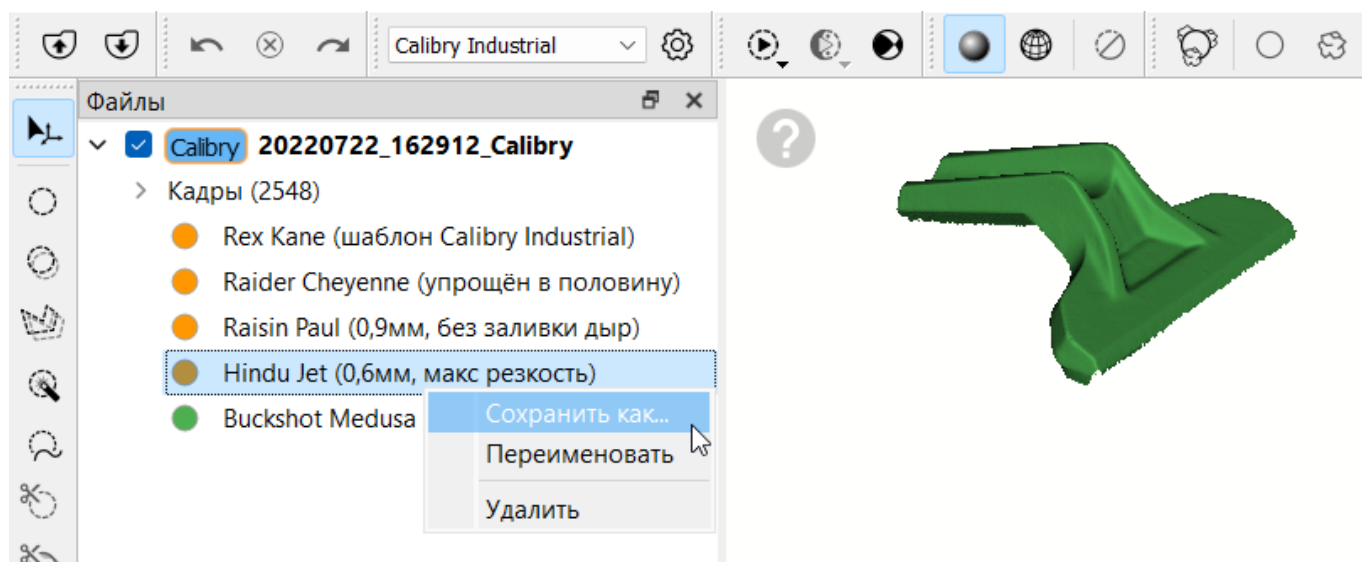 Calibry Industrial
Файлы
Calibry 20220722_162912_Calibry
Кадры (2548)
Rex Kane (шаблон Calibry Industrial)
Raider Cheyenne (упрощён в половину)
Raisin Paul (0,9мм, без заливки дыр)
Hindu Jet (0,6мм, макс резкость)
Buckshot Medusa
Сохранить как...
Переименовать
Удалить
?